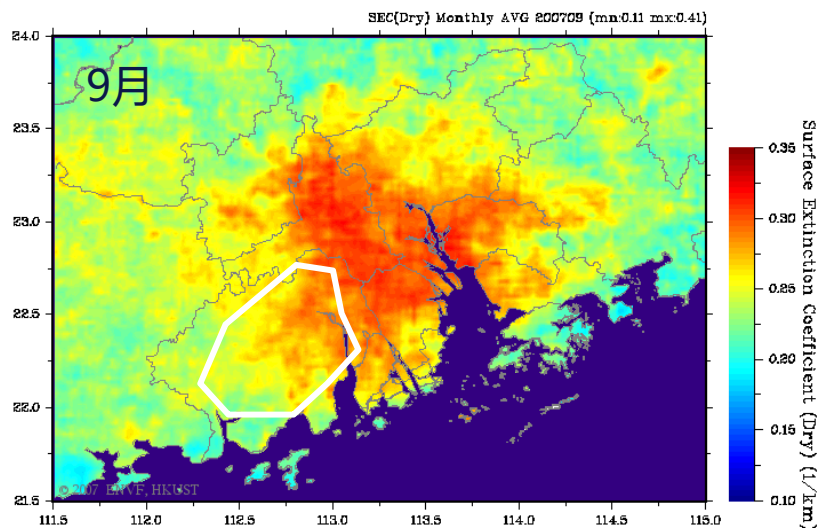 SEC(Dry) Monthly AVG 200709 (mn:0.11 mx:0.41)
9月
24.0
23.5
23.0
22.5
22.0
21.5
111.5 112.0 112.5 113.0 113.5 114.0 114.5 115.0
© 2007 ENVF, HKUST
0.35
0.30
0.25
0.20
0.15
0.10
Surface Extinction Coefficient (Dry) (1/km)